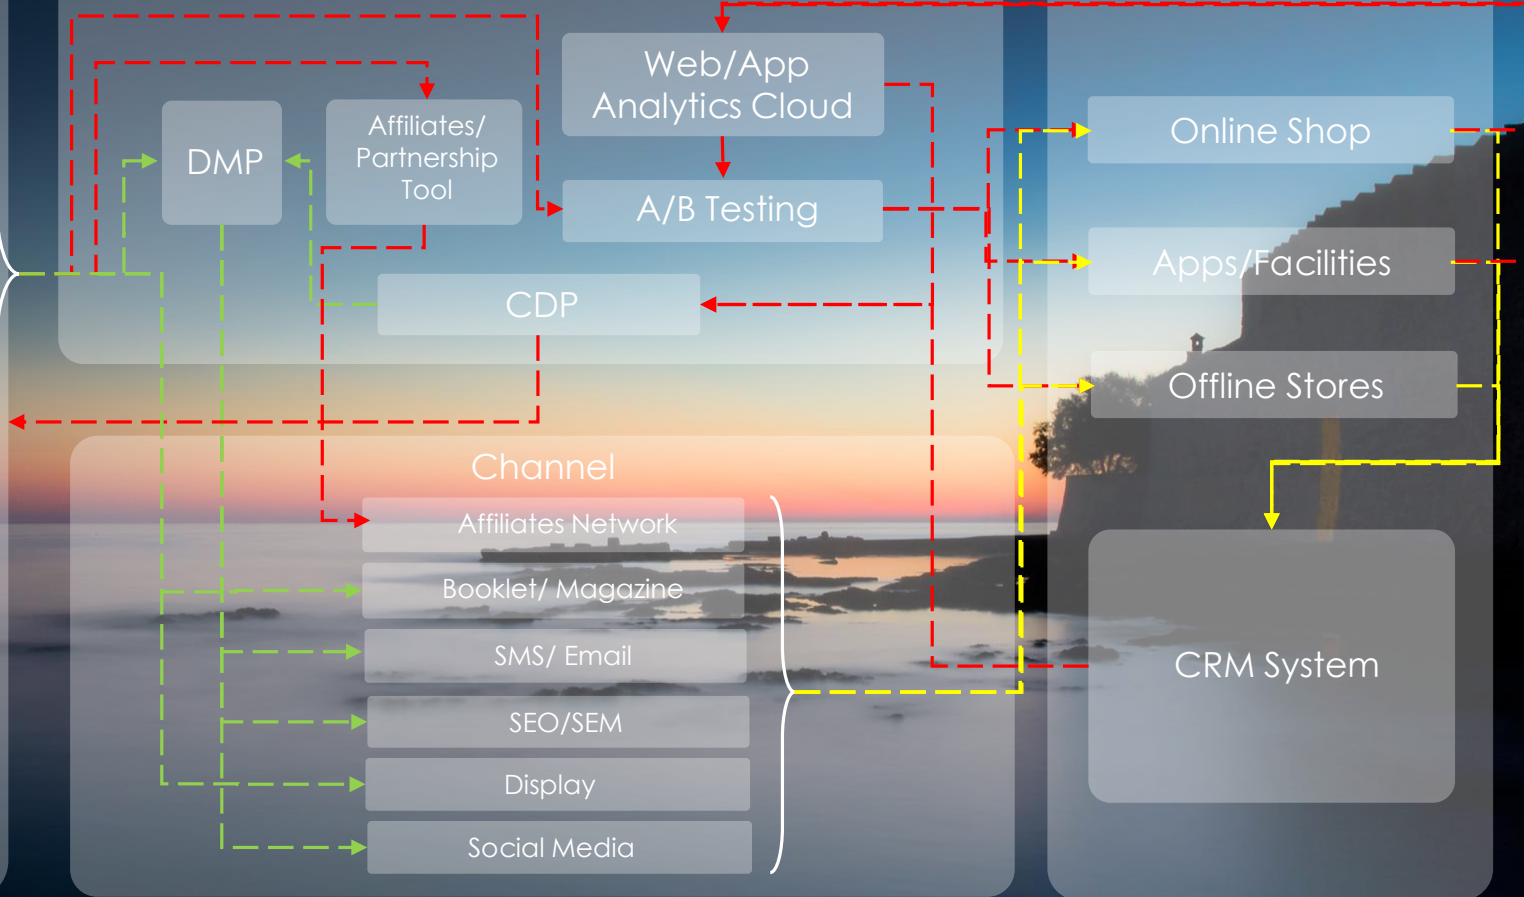 Web/App
Analytics Cloud
Affiliates/
Partnership
Tool
DMP
A/B Testing
CDP
Online Shop
Apps/Facilities
Offline Stores
Channel
Affiliates Network
Booklet/ Magazine
SMS/ Email
SEO/SEM
Display
Social Media
CRM System